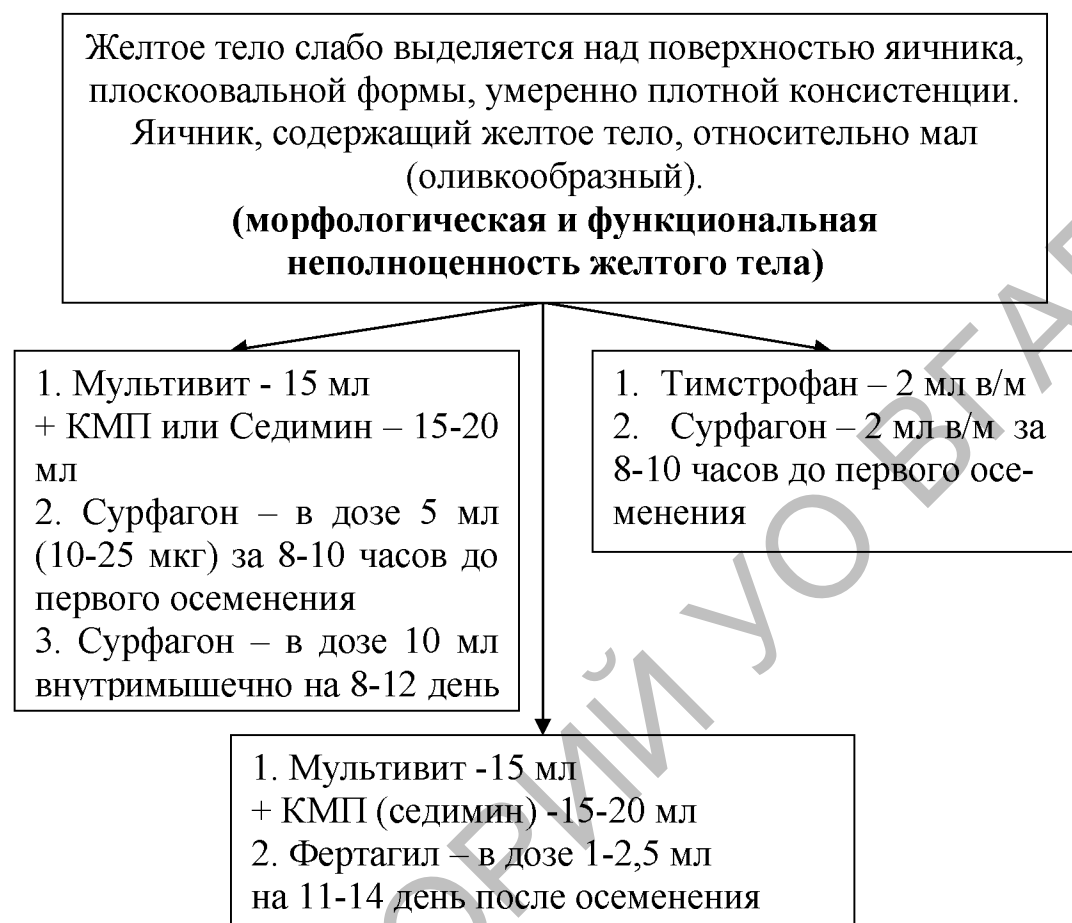 Желтое тело слабо выделяется над поверхностью яичника,
плоскоовальной формы, умеренно плотной консистенции.
Яичник, содержащий желтое тело, относительно мал
(оливкообразный).
(морфологическая и функциональная
неполноценность желтого тела)
1. Мультивит - 15 мл
+ КМП или Седимин – 15-20
мл
2. Сурфагон – в дозе 5 мл
(10-25 мкг) за 8-10 часов до
первого осеменения
3. Сурфагон – в дозе 10 мл
внутримышечно на 8-12 день
1. Тимстрофан – 2 мл в/м
2. Сурфагон – 2 мл в/м за
8-10 часов до первого осе-
менения
1. Мультивит -15 мл
+ КМП (седимин) -15-20 мл
2. Фертагил – в дозе 1-2,5 мл
на 11-14 день после осеменения
УО